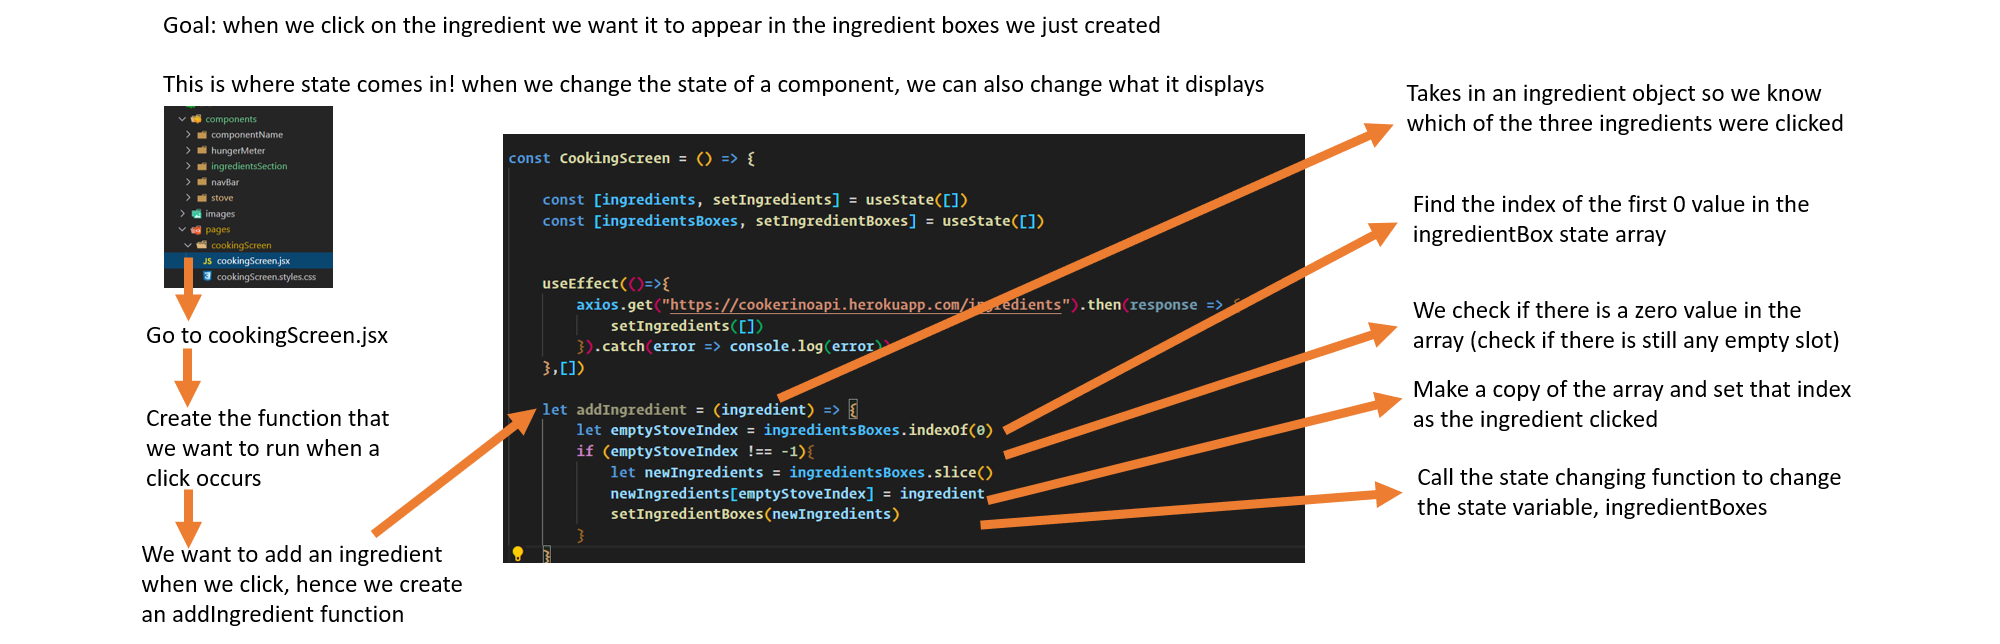 Goal: when we click on the ingredient we want it to appear in the ingredient boxes we just created
This is where state comes in! when we change the state of a component, we can also change what it displays
components
componentName
hungerMeter
ingredientsSection
navBar
stove
images
pages
cookingScreen
JS cookingScreen.jsx
cookingScreen.styles.css
Go to cookingScreen.jsx
Create the function that
we want to run when a
click occurs
We want to add an ingredient
when we click, hence we create
an addIngredient function
const CookingScreen = () => {
const [ingredients, setIngredients] = useState([])
const [ingredientsBoxes, setIngredientBoxes] = useState([])
useEffect(()=>{
axios.get("https://cookerinoapi.herokuapp.com/ingredients").then(response => {
setIngredients([])
}).catch(error => console.log(error))
},[])
let addIngredient = (ingredient) => {
let emptyStoveIndex = ingredientsBoxes.indexOf(0)
if (emptyStoveIndex !== -1){
let newIngredients = ingredientsBoxes.slice()
newIngredients[emptyStoveIndex] = ingredient
setIngredientBoxes(newIngredients)
}
}
Takes in an ingredient object so we know
which of the three ingredients were clicked
Find the index of the first 0 value in the
ingredientBox state array
We check if there is a zero value in the
array (check if there is still any empty slot)
Make a copy of the array and set that index
as the ingredient clicked
Call the state changing function to change
the state variable, ingredientBoxes